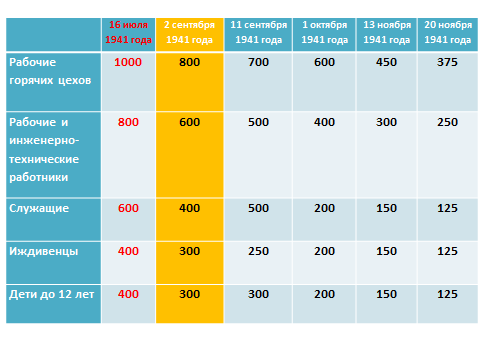 16 июля 2 сентября 11 сентября 1 октября 13 ноября 20 ноября
1941 года 1941 года 1941 года 1941 года 1941 года 1941 года
Рабочие 1000 800 700 600 450 375
горячих цехов
Рабочие и 800 600 500 400 300 250
инженерно-
технические
работники
Служащие 600 400 500 200 150 125
Иждивенцы 400 300 250 200 150 125
Дети до 12 лет 400 300 300 200 150 125